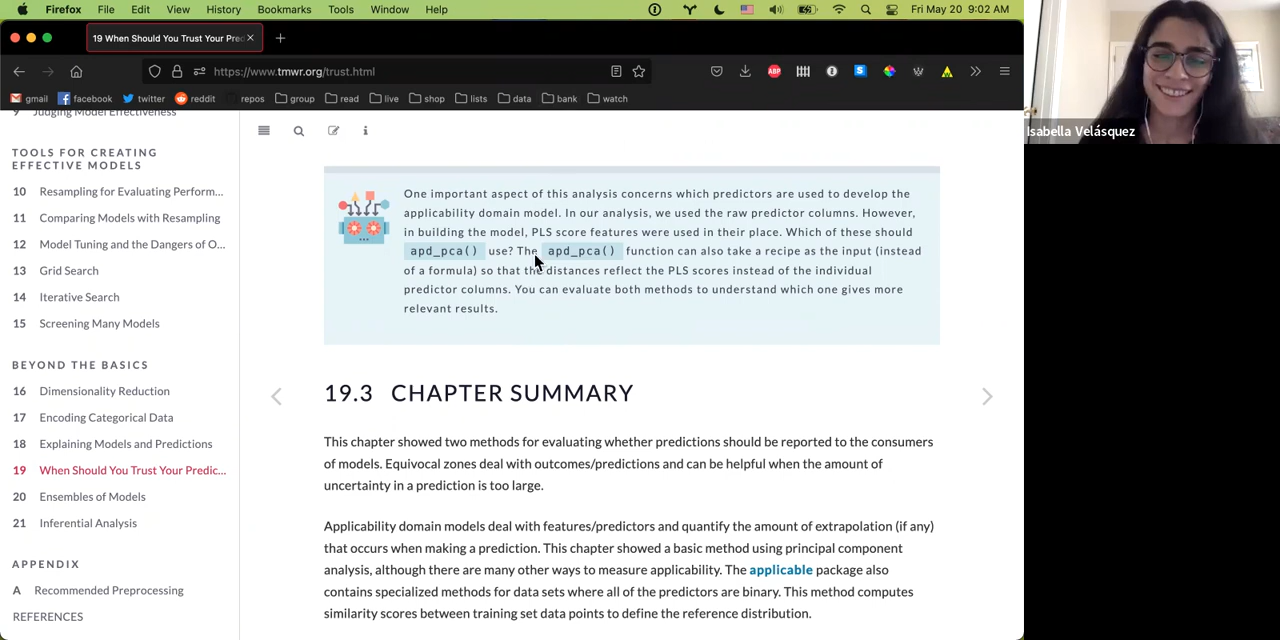 Firefox File Edit View History Bookmarks Tools Window Help Fri May 20 9:02 AM
19 When Should You Trust Your Pre
https://www.tmwr.org/trust.html
gmail facebook twitter reddit repos group read live shop lists data bank watch
Isabella Velásquez
9 Judging Model Effectiveness
TOOLS FOR CREATING
EFFECTIVE MODELS
10 Resampling for Evaluating Perform...
11 Comparing Models with Resampling
12 Model Tuning and the Dangers of O...
13 Grid Search
14 Iterative Search
15 Screening Many Models
BEYOND THE BASICS
16 Dimensionality Reduction
17 Encoding Categorical Data
18 Explaining Models and Predictions
19 When Should You Trust Your Predic...
20 Ensembles of Models
21 Inferential Analysis
APPENDIX
A Recommended Preprocessing
REFERENCES
One important aspect of this analysis concerns which predictors are used to develop the
applicability domain model. In our analysis, we used the raw predictor columns. However,
in building the model, PLS score features were used in their place. Which of these should
apd_pca() use? The apd_pca() function can also take a recipe as the input (instead
of a formula) so that the distances reflect the PLS scores instead of the individual
predictor columns. You can evaluate both methods to understand which one gives more
relevant results.
19.3 CHAPTER SUMMARY
This chapter showed two methods for evaluating whether predictions should be reported to the consumers
of models. Equivocal zones deal with outcomes/predictions and can be helpful when the amount of
uncertainty in a prediction is too large.
Applicability domain models deal with features/predictors and quantify the amount of extrapolation (if any)
that occurs when making a prediction. This chapter showed a basic method using principal component
analysis, although there are many other ways to measure applicability. The applicable package also
contains specialized methods for data sets where all of the predictors are binary. This method computes
similarity scores between training set data points to define the reference distribution.